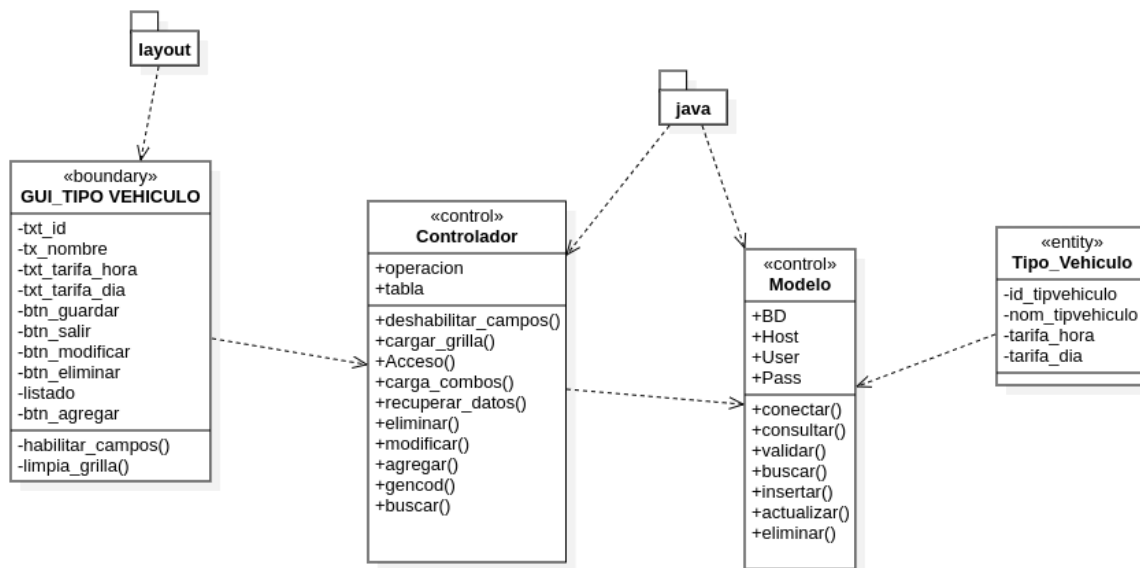 layout
java
«boundary»
GUI_TIPO VEHICULO
-txt_id
-tx_nombre
-txt_tarifa_hora
-txt_tarifa_dia
-btn_guardar
-btn_salir
-btn_modificar
-btn_eliminar
-listado
-btn_agregar
-habilitar_campos()
-limpia_grilla()
«control»
Controlador
+operacion
+tabla
+deshabilitar_campos()
+cargar_grilla()
+Acceso()
+carga_combos()
+recuperar_datos()
+eliminar()
+modificar()
+agregar()
+gencod()
+buscar()
«control»
Modelo
+BD
+Host
+User
+Pass
+conectar()
+consultar()
+validar()
+buscar()
+insertar()
+actualizar()
+eliminar()
«entity»
Tipo_Vehiculo
-id_tipvehiculo
-nom_tipvehiculo
-tarifa_hora
-tarifa_dia